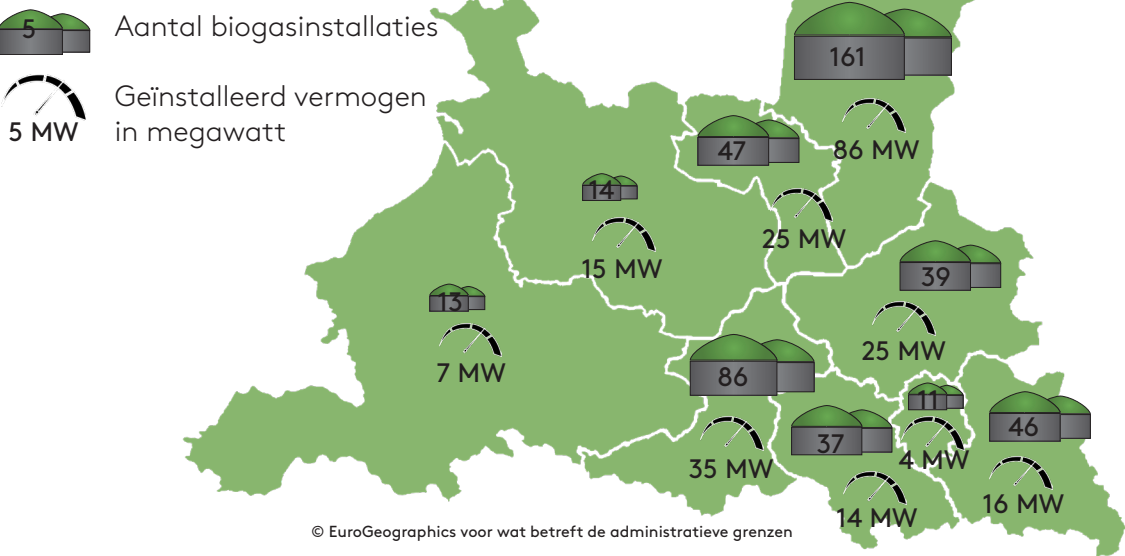 5
Aantal biogasinstallaties
Geïnstalleerd vermogen
in megawatt
5 MW
161
86 MW
47
25 MW
14
15 MW
39
25 MW
13
7 MW
86
35 MW
37
14 MW
11
4 MW
46
16 MW
© EuroGeographics voor wat betreft de administratieve grenzen